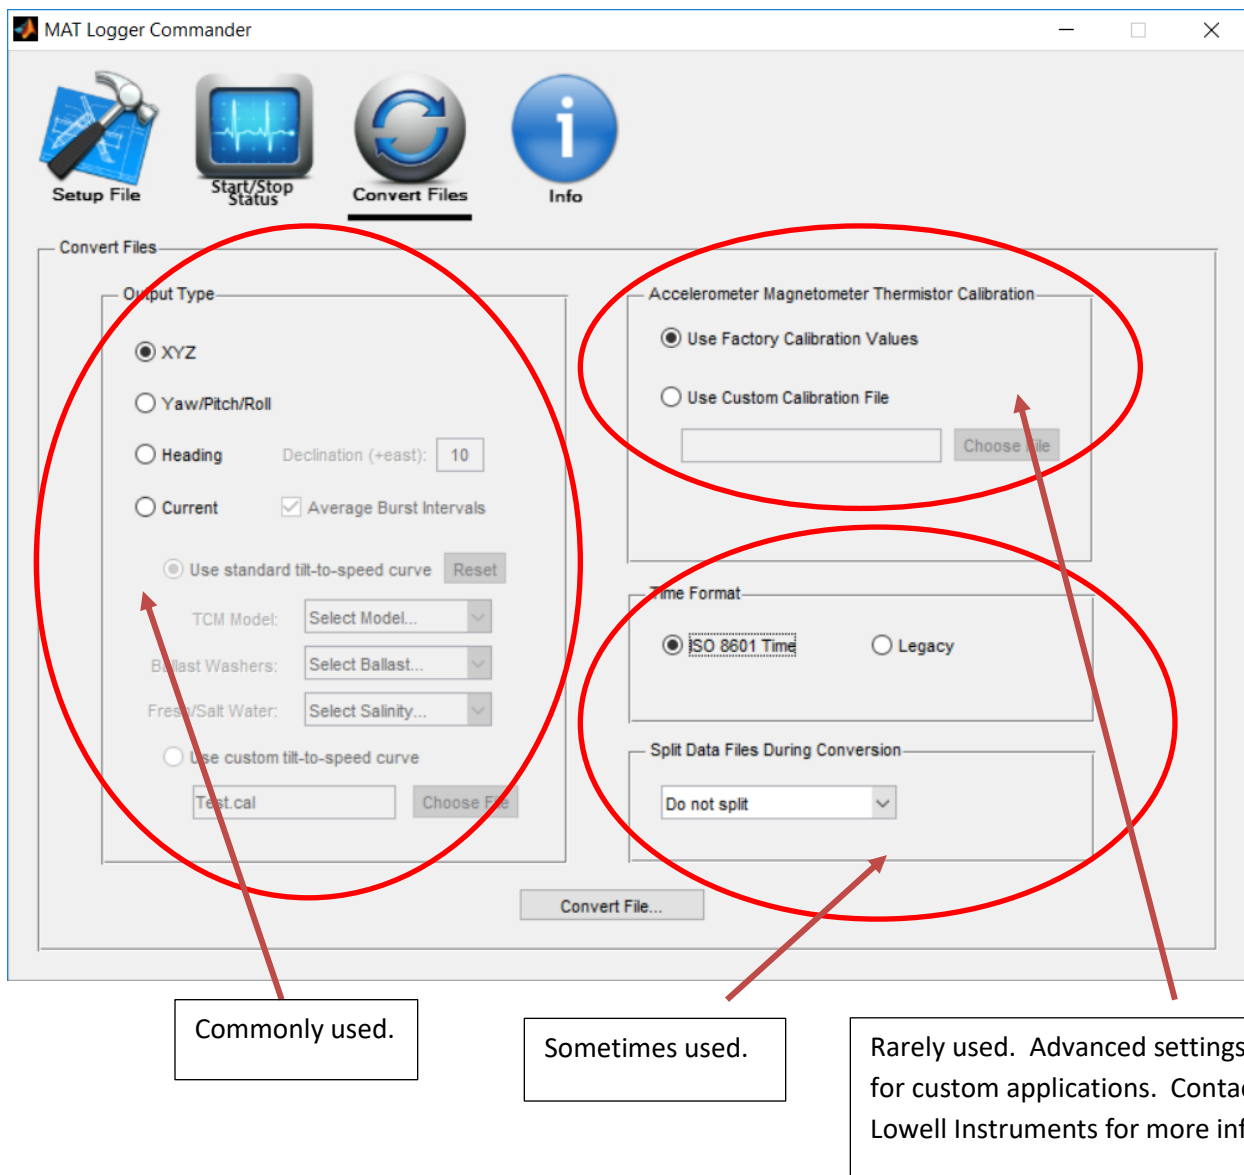 MAT Logger Commander
Setup File
Start/Stop
Status
Convert Files
Info
Convert Files
Output Type
XYZ
Yaw/Pitch/Roll
Heading Declination (+east): 10
Current Average Burst Intervals
Use standard tilt-to-speed curve Reset
TCM Model: Select Model...
Ballast Washers: Select Ballast...
Fresh/Salt Water: Select Salinity...
Use custom tilt-to-speed curve
Test.cal Choose File
Accelerometer Magnetometer Thermistor Calibration
Use Factory Calibration Values
Use Custom Calibration File
Choose File
Time Format
ISO 8601 Time Legacy
Split Data Files During Conversion
Do not split
Convert File...
Commonly used.
Sometimes used.
Rarely used. Advanced settings
for custom applications.
Lowell Instruments for more